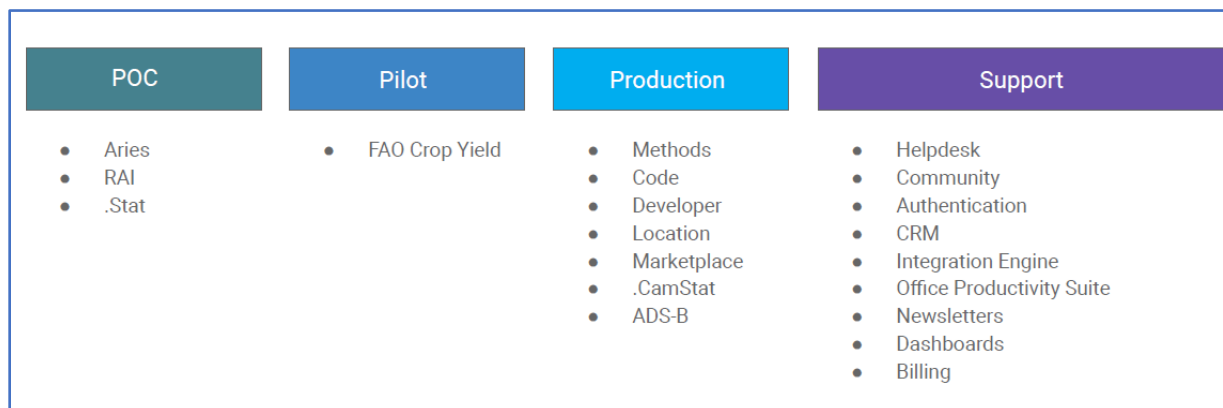 POC
● Aries
● RAI
● .Stat
Pilot
● FAO Crop Yield
Production
● Methods
● Code
● Developer
● Location
● Marketplace
● .CamStat
● ADS-B
Support
● Helpdesk
● Community
● Authentication
● CRM
● Integration Engine
● Office Productivity Suite
● Newsletters
● Dashboards
● Billing